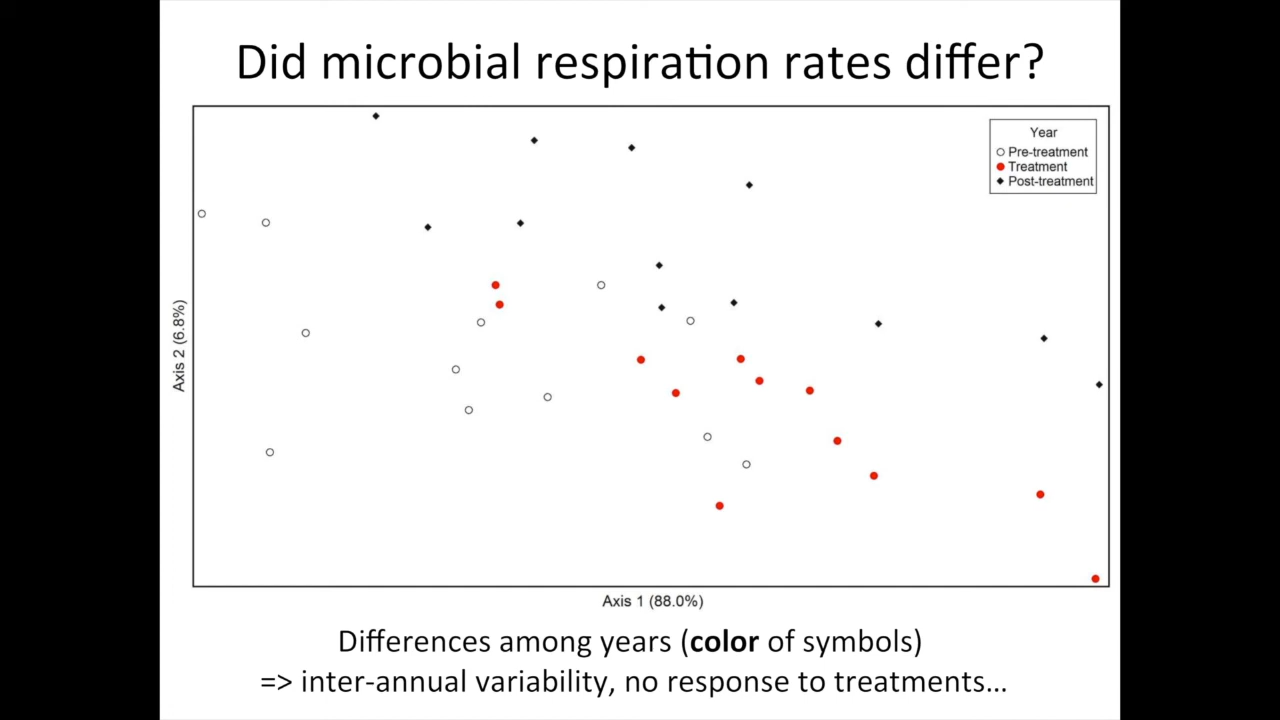 Did microbial respiration rates differ?
Year
Pre-treatment
Treatment
Post-treatment
Axis 2 (6.8%)
Axis 1 (88.0%)
Differences among years (color of symbols)
=> inter-annual variability, no response to treatments...